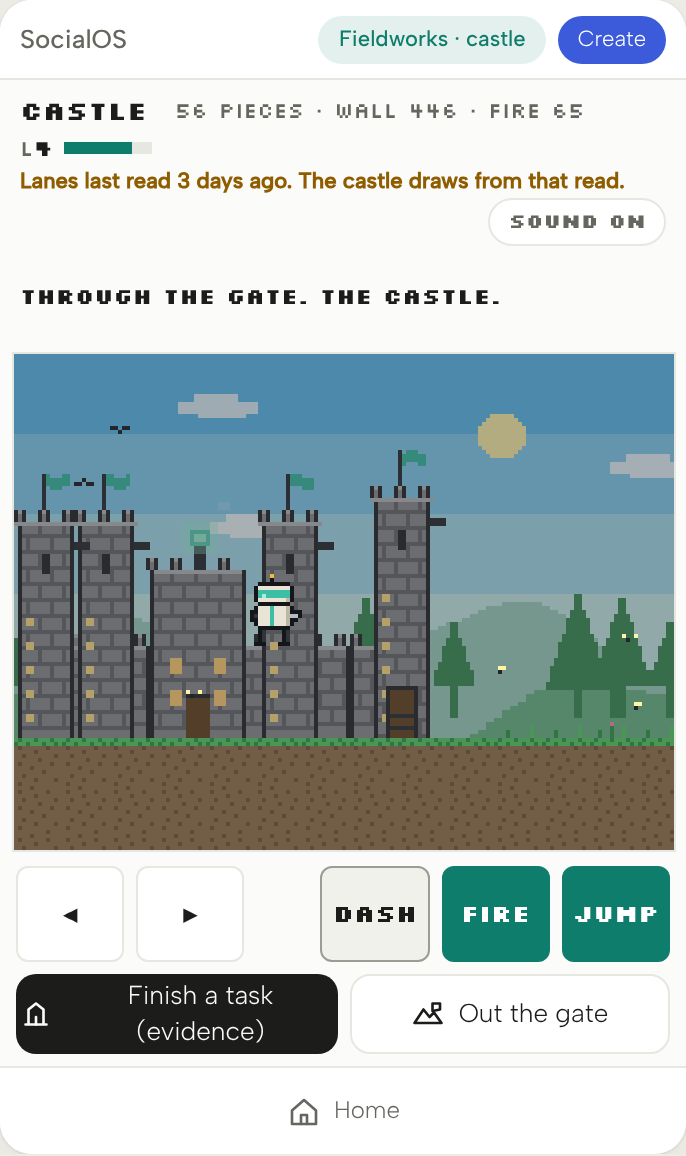 SocialOS
Fieldworks · castle
Create
CASTLE 56 PIECES · WALL 446 · FIRE 65
L4
Lanes last read 3 days ago. The castle draws from that read.
SOUND ON
THROUGH THE GATE. THE CASTLE.
DASH
FIRE
JUMP
Finish a task
(evidence)
Out the gate
Home